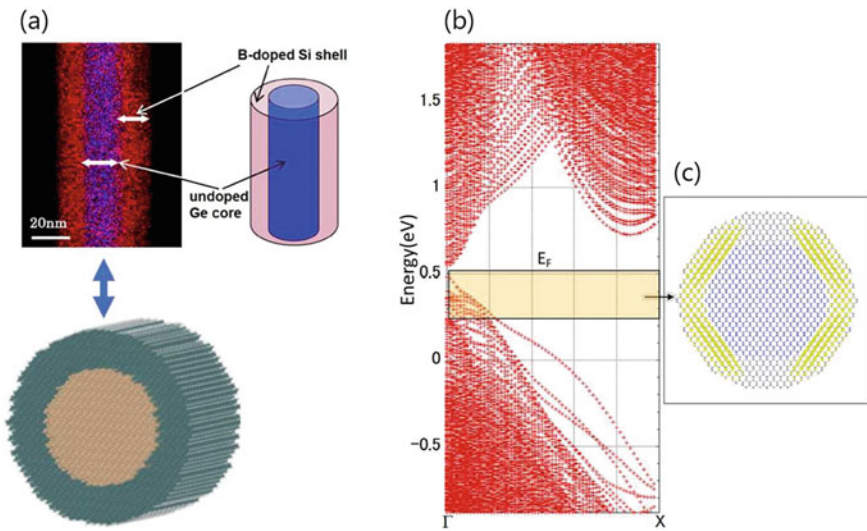 (a)
B-doped Si shell
undoped
Ge core
20nm
(b)
1.5
1
0.5
0
−0.5
Energy(eV)
E_F
Γ
X
(c)